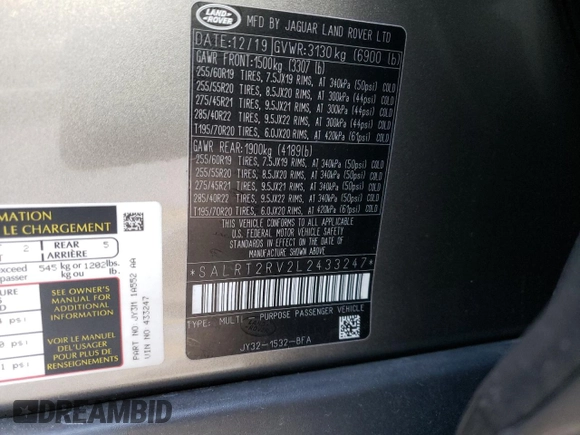 LAND-
ROVER
MFD BY JAGUAR LAND ROVER LTD
DATE:12/19 GVWR:3130kg (6900 lb)
GAWR FRONT:1500kg (3307 lb)
255/60R19 TIRES, 7.5JX19 RIMS, AT 340kPa (50psi) COLD
255/55R20 TIRES, 8.5JX20 RIMS, AT 300kPa (44psi) COLD
275/45R21 TIRES, 9.5JX21 RIMS, AT 300kPa (44psi) COLD
285/40R22 TIRES, 9.5JX22 RIMS, AT 300kPa (44psi) COLD
T195/70R20 TIRES, 6.0JX20 RIMS, AT 420kPa (61psi) COLD
GAWR REAR:1900kg (4189lb)
255/60R19 TIRES, 7.5JX19 RIMS, AT 340kPa (50psi) COLD
255/55R20 TIRES, 8.5JX20 RIMS, AT 340kPa (50psi) COLD
275/45R21 TIRES, 9.5JX21 RIMS, AT 340kPa (50psi) COLD
285/40R22 TIRES, 9.5JX22 RIMS, AT 340kPa (50psi) COLD
T195/70R20 TIRES, 6.0JX20 RIMS, AT 420kPa (61psi) COLD
THIS VEHICLE CONFORMS TO ALL APPLICABLE
U.S. FEDERAL MOTOR VEHICLE SAFETY
STANDARDS IN EFFECT ON THE DATE OF
MANUFACTURE SHOWN ABOVE
*SALRT2RV2L2433247*
TYPE: MULTI - PURPOSE PASSENGER VEHICLE
JY32-1532-BFA
MATION
LE CHARGEMENT
2 REAR 5
ARRIÈRE
exceed 545 kg or 1202lbs.
passer kg ou lb.
SEE OWNER'S
MANUAL FOR
ADDITIONAL
INFORMATION
VOIR LE MANUEL
DE L'USAGER
POUR PLUS DE
RENSEIGNEMENTS
PART NO JY3M 1A552 AA
VIN NO 433247
DREAMBID